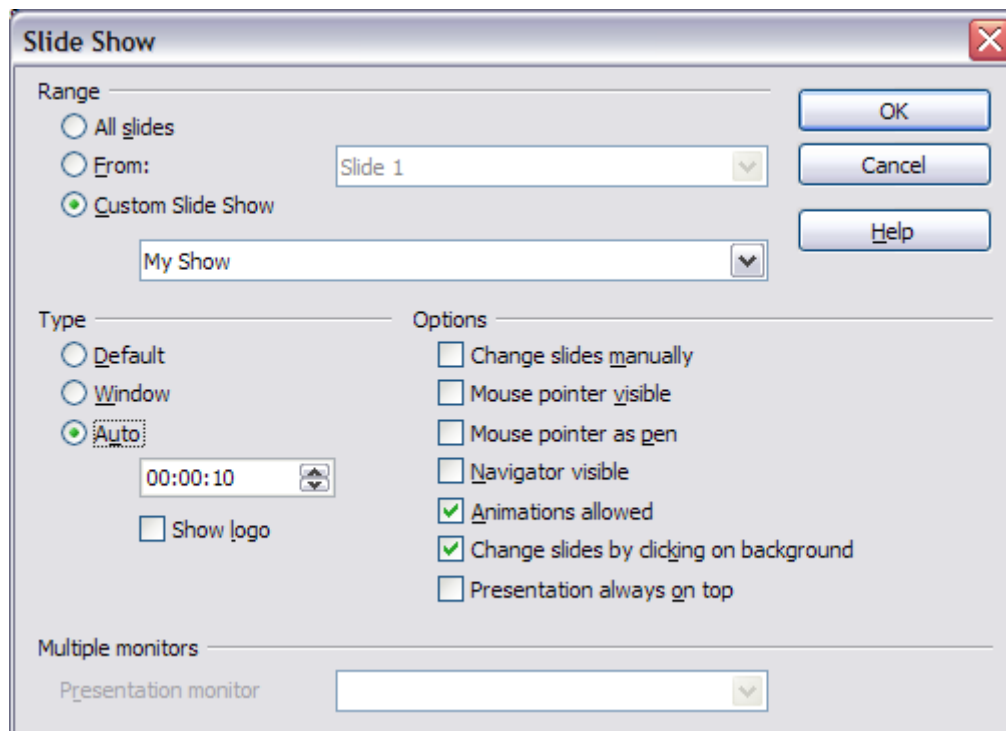 Slide Show
Range
All slides
From:
Slide 1
Custom Slide Show
My Show
OK
Cancel
Help
Type
Default
Window
Auto
00:00:10
Show logo
Options
Change slides manually
Mouse pointer visible
Mouse pointer as pen
Navigator visible
Animations allowed
Change slides by clicking on background
Presentation always on top
Multiple monitors
Presentation monitor